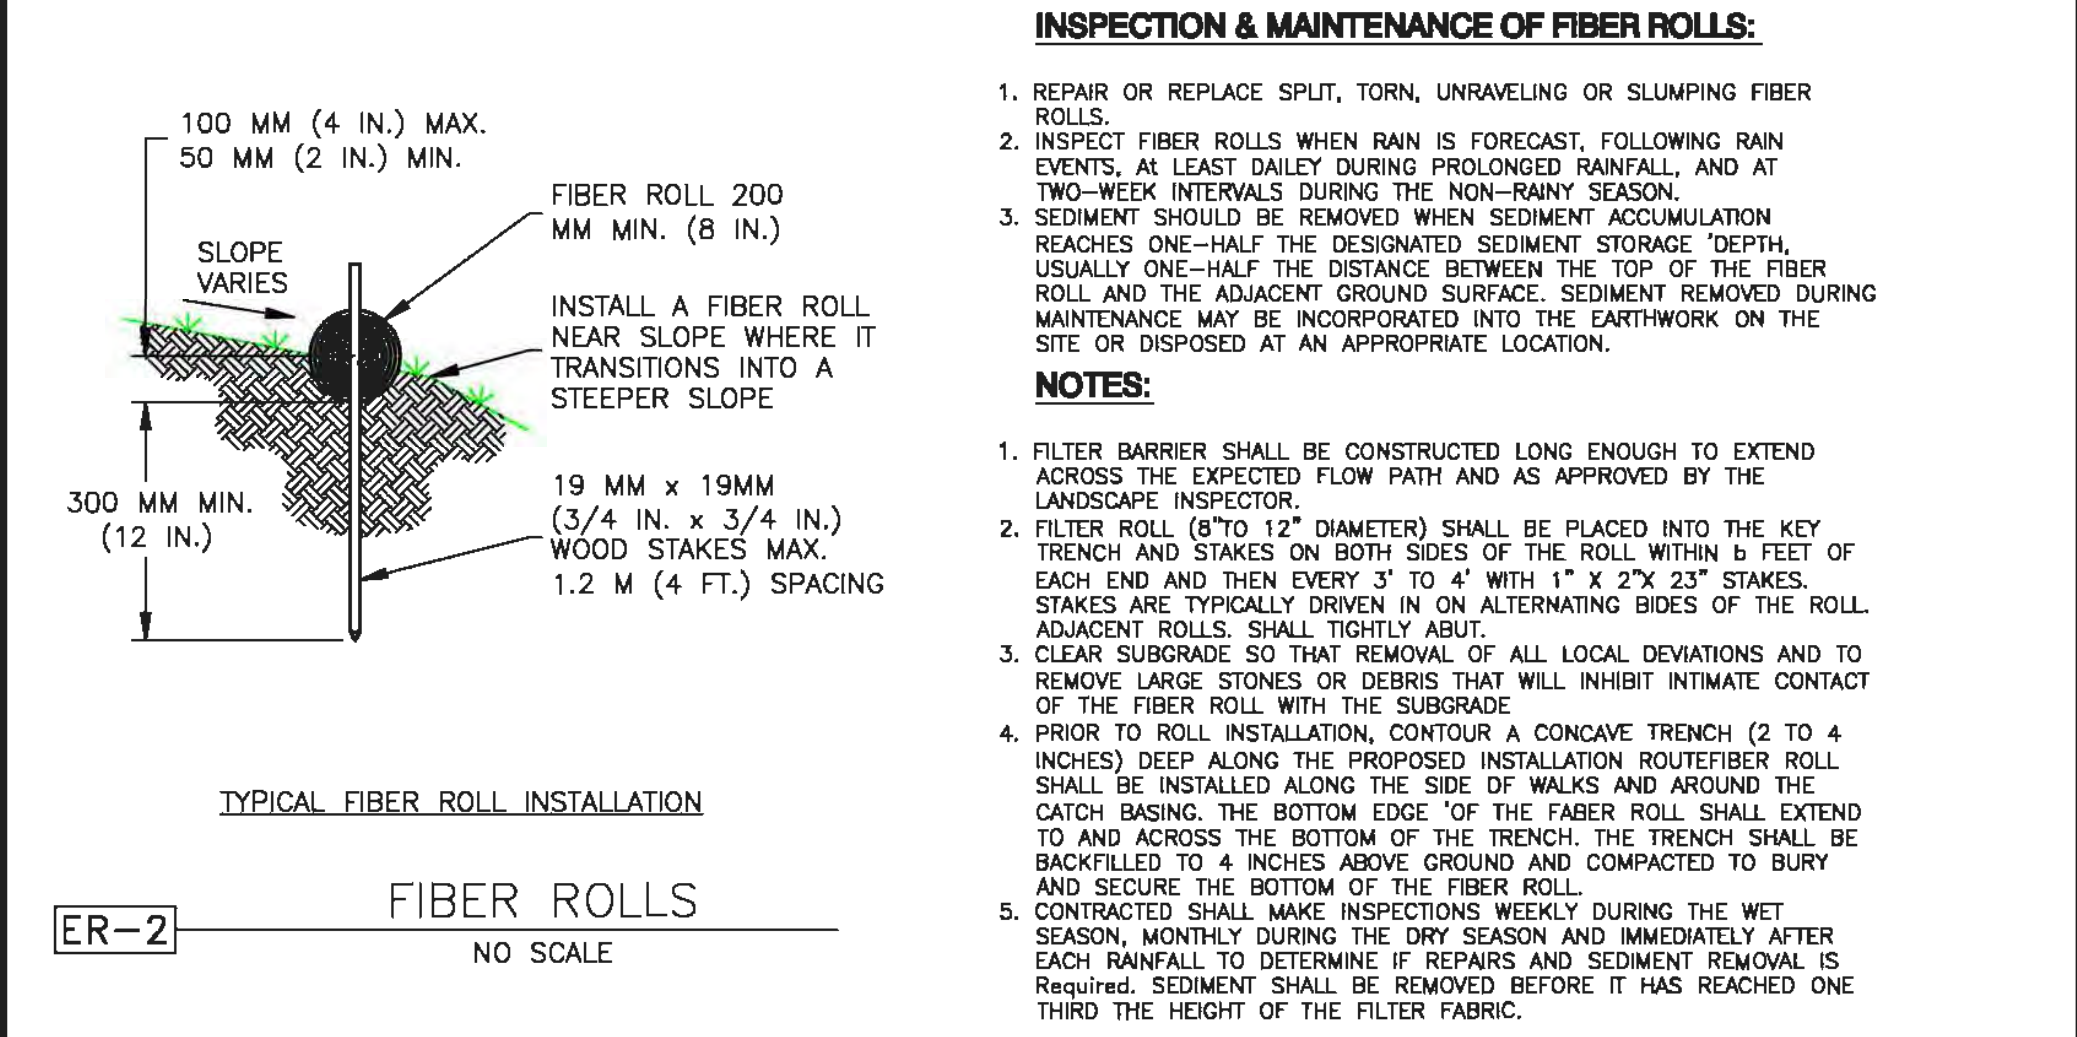 100 MM (4 IN.) MAX.
50 MM (2 IN.) MIN.
FIBER ROLL 200
MM MIN. (8 IN.)
SLOPE
VARIES
INSTALL A FIBER ROLL
NEAR SLOPE WHERE IT
TRANSITIONS INTO A
STEEPER SLOPE
300 MM MIN.
(12 IN.)
19 MM x 19MM
(3/4 IN. x 3/4 IN.)
WOOD STAKES MAX.
1.2 M (4 FT.) SPACING
TYPICAL FIBER ROLL INSTALLATION
ER-2
FIBER ROLLS
NO SCALE
INSPECTION & MAINTENANCE OF FIBER ROLLS:
1. REPAIR OR REPLACE SPLIT, TORN, UNRAVELING OR SLUMPING FIBER
ROLLS.
2. INSPECT FIBER ROLLS WHEN RAIN IS FORECAST, FOLLOWING RAIN
EVENTS, At LEAST DAILEY DURING PROLONGED RAINFALL, AND AT
TWO-WEEK INTERVALS DURING THE NON-RAINY SEASON.
3. SEDIMENT SHOULD BE REMOVED WHEN SEDIMENT ACCUMULATION
REACHES ONE-HALF THE DESIGNATED SEDIMENT STORAGE 'DEPTH,
USUALLY ONE-HALF THE DISTANCE BETWEEN THE TOP OF THE FIBER
ROLL AND THE ADJACENT GROUND SURFACE. SEDIMENT REMOVED DURING
MAINTENANCE MAY BE INCORPORATED INTO THE EARTHWORK ON THE
SITE OR DISPOSED AT AN APPROPRIATE LOCATION.
NOTES:
1. FILTER BARRIER SHALL BE CONSTRUCTED LONG ENOUGH TO EXTEND
ACROSS THE EXPECTED FLOW PATH AND AS APPROVED BY THE
LANDSCAPE INSPECTOR.
2. FILTER ROLL (8"TO 12" DIAMETER) SHALL BE PLACED INTO THE KEY
TRENCH AND STAKES ON BOTH SIDES OF THE ROLL WITHIN b FEET OF
EACH END AND THEN EVERY 3' TO 4' WITH 1" X 2"X 23" STAKES.
STAKES ARE TYPICALLY DRIVEN IN ON ALTERNATING BIDES OF THE ROLL.
ADJACENT ROLLS. SHALL TIGHTLY ABUT.
3. CLEAR SUBGRADE SO THAT REMOVAL OF ALL LOCAL DEVIATIONS AND TO
REMOVE LARGE STONES OR DEBRIS THAT WILL INHIBIT INTIMATE CONTACT
OF THE FIBER ROLL WITH THE SUBGRADE
4. PRIOR TO ROLL INSTALLATION, CONTOUR A CONCAVE TRENCH (2 TO 4
INCHES) DEEP ALONG THE PROPOSED INSTALLATION ROUTEFIBER ROLL
SHALL BE INSTALLED ALONG THE SIDE OF WALKS AND AROUND THE
CATCH BASING. THE BOTTOM EDGE 'OF THE FABER ROLL SHALL EXTEND
TO AND ACROSS THE BOTTOM OF THE TRENCH. THE TRENCH SHALL BE
BACKFILLED TO 4 INCHES ABOVE GROUND AND COMPACTED TO BURY
AND SECURE THE BOTTOM OF THE FIBER ROLL.
5. CONTRACTED SHALL MAKE INSPECTIONS WEEKLY DURING THE WET
SEASON, MONTHLY DURING THE DRY SEASON AND IMMEDIATELY AFTER
EACH RAINFALL TO DETERMINE IF REPAIRS AND SEDIMENT REMOVAL IS
Required. SEDIMENT SHALL BE REMOVED BEFORE IT HAS REACHED ONE
THIRD THE HEIGHT OF THE FILTER FABRIC.